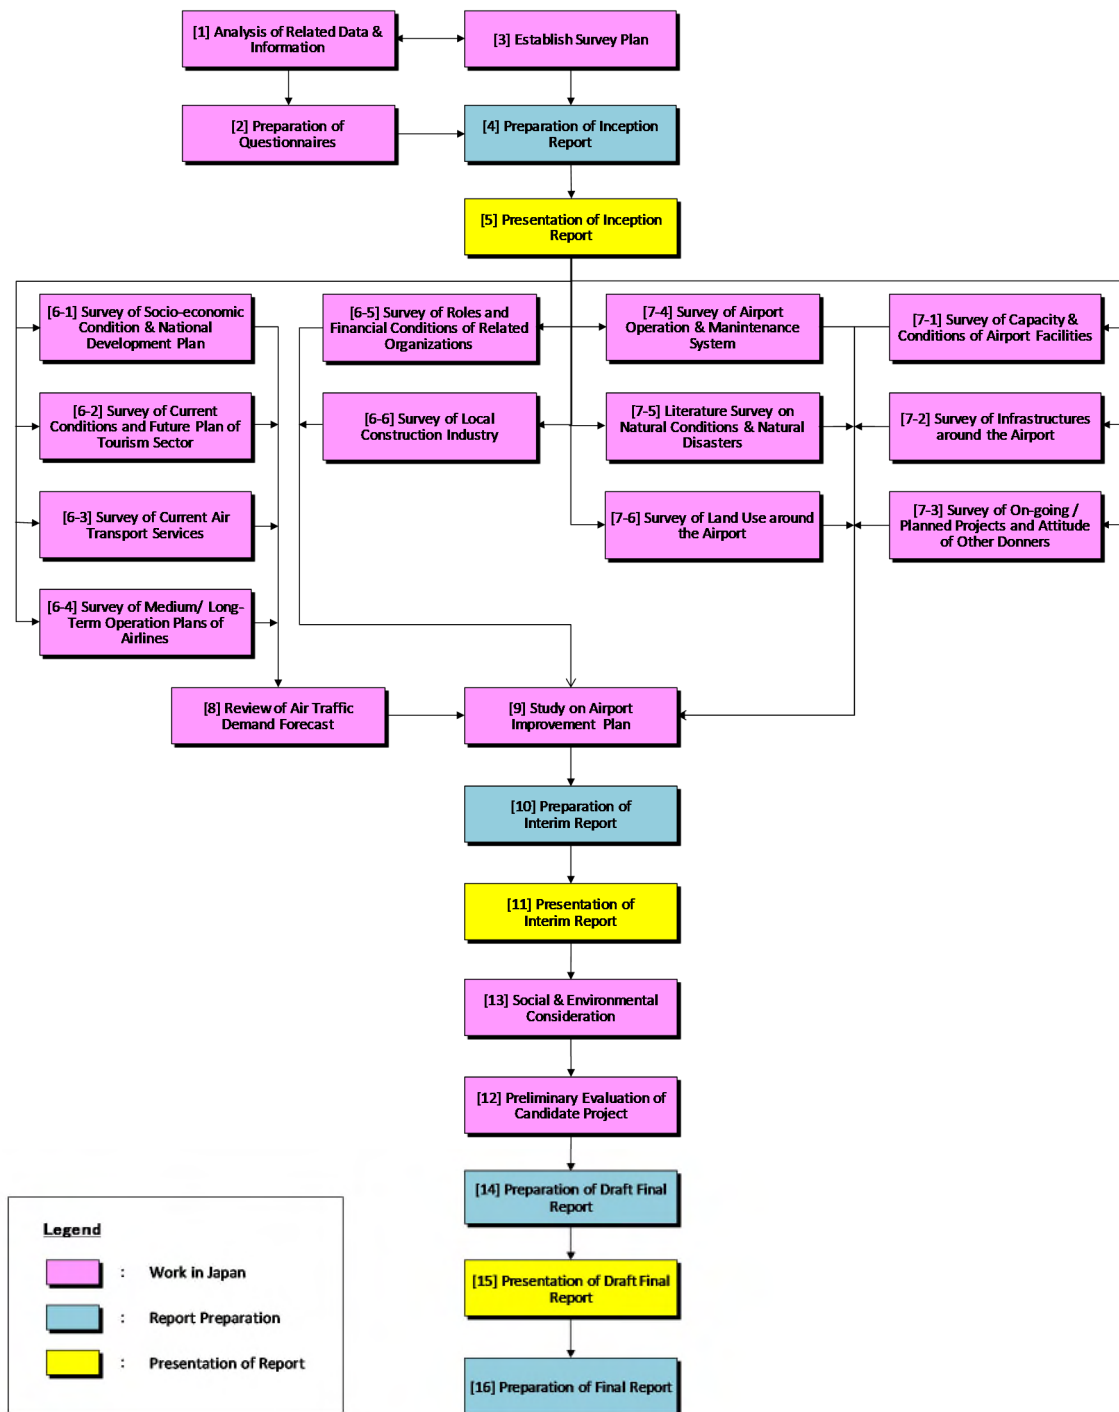 [1] Analysis of Related Data &
Information
[3] Establish Survey Plan
[2] Preparation of
Questionnaires
[4] Preparation of Inception
Report
[5] Presentation of Inception
Report
[6-1] Survey of Socio-economic
Condition & National
Development Plan
[6-5] Survey of Roles and
Financial Conditions of Related
Organizations
[7-4] Survey of Airport
Operation & Manintenance
System
[7-1] Survey of Capacity &
Conditions of Airport Facilities
[6-2] Survey of Current
Conditions and Future Plan of
Tourism Sector
[6-6] Survey of Local
Construction Industry
[7-5] Literature Survey on
Natural Conditions & Natural
Disasters
[7-2] Survey of Infrastructures
around the Airport
[6-3] Survey of Current Air
Transport Services
[7-6] Survey of Land Use around
the Airport
[7-3] Survey of On-going /
Planned Projects and Attitude
of Other Donners
[6-4] Survey of Medium/ Long-
Term Operation Plans of
Airlines
[8] Review of Air Traffic
Demand Forecast
[9] Study on Airport
Improvement Plan
[10] Preparation of
Interim Report
[11] Presentation of
Interim Report
[13] Social & Environmental
Consideration
[12] Preliminary Evaluation of
Candidate Project
[14] Preparation of Draft Final
Report
[15] Presentation of Draft Final
Report
[16] Preparation of Final Report
Legend
: Work in Japan
: Report Preparation
: Presentation of Report